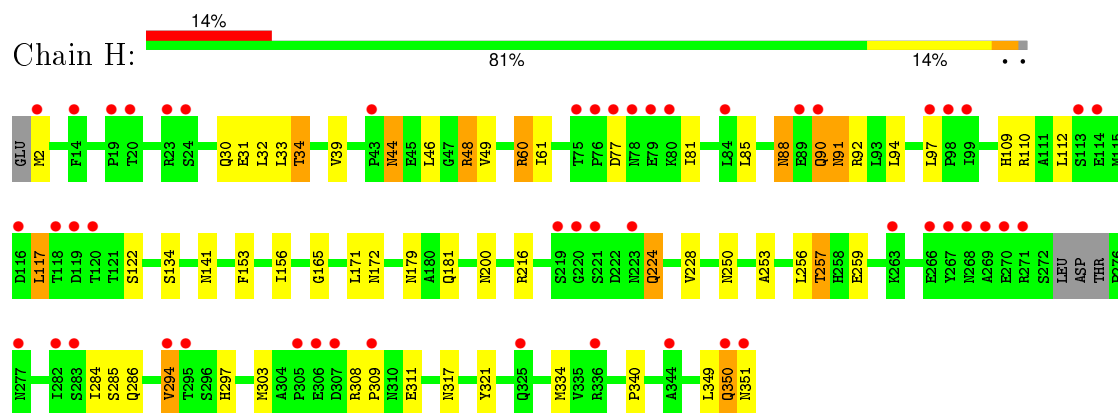 14%
Chain H:
81% 14% • •
GLU M2 F14 P19 T20 R23 S24 Q30 E31 L32 L33 T34 V39 P43 N44 E45 L46 G47 R48 V49 R60 I61 T75 P76 D77 N78 E79 K80 I81 L84 L85 N88 E89 Q90 N91 R92 L93 L94 L97 P98 I99 H109 R110 A111 L112 S113 E114
D116 L117 T118 D119 T120 T121 S122 S134 N141 F153 I156 G165 L171 N172 N179 A180 Q181 N200 R216 S219 G220 S221 D222 N223 Q224 V228 N250 A253 L256 T257 H258 E259 K263 E266 Y267 N268 A269 E270 R271 S272 LEU ASP THR
N277 I282 S283 I284 S285 Q286 V294 T295 S296 H297 M303 A304 P305 E306 D307 R308 P309 N310 E311 N317 Y321 Q325 M334 V335 R336 P340 A344 L349 Q350 N351